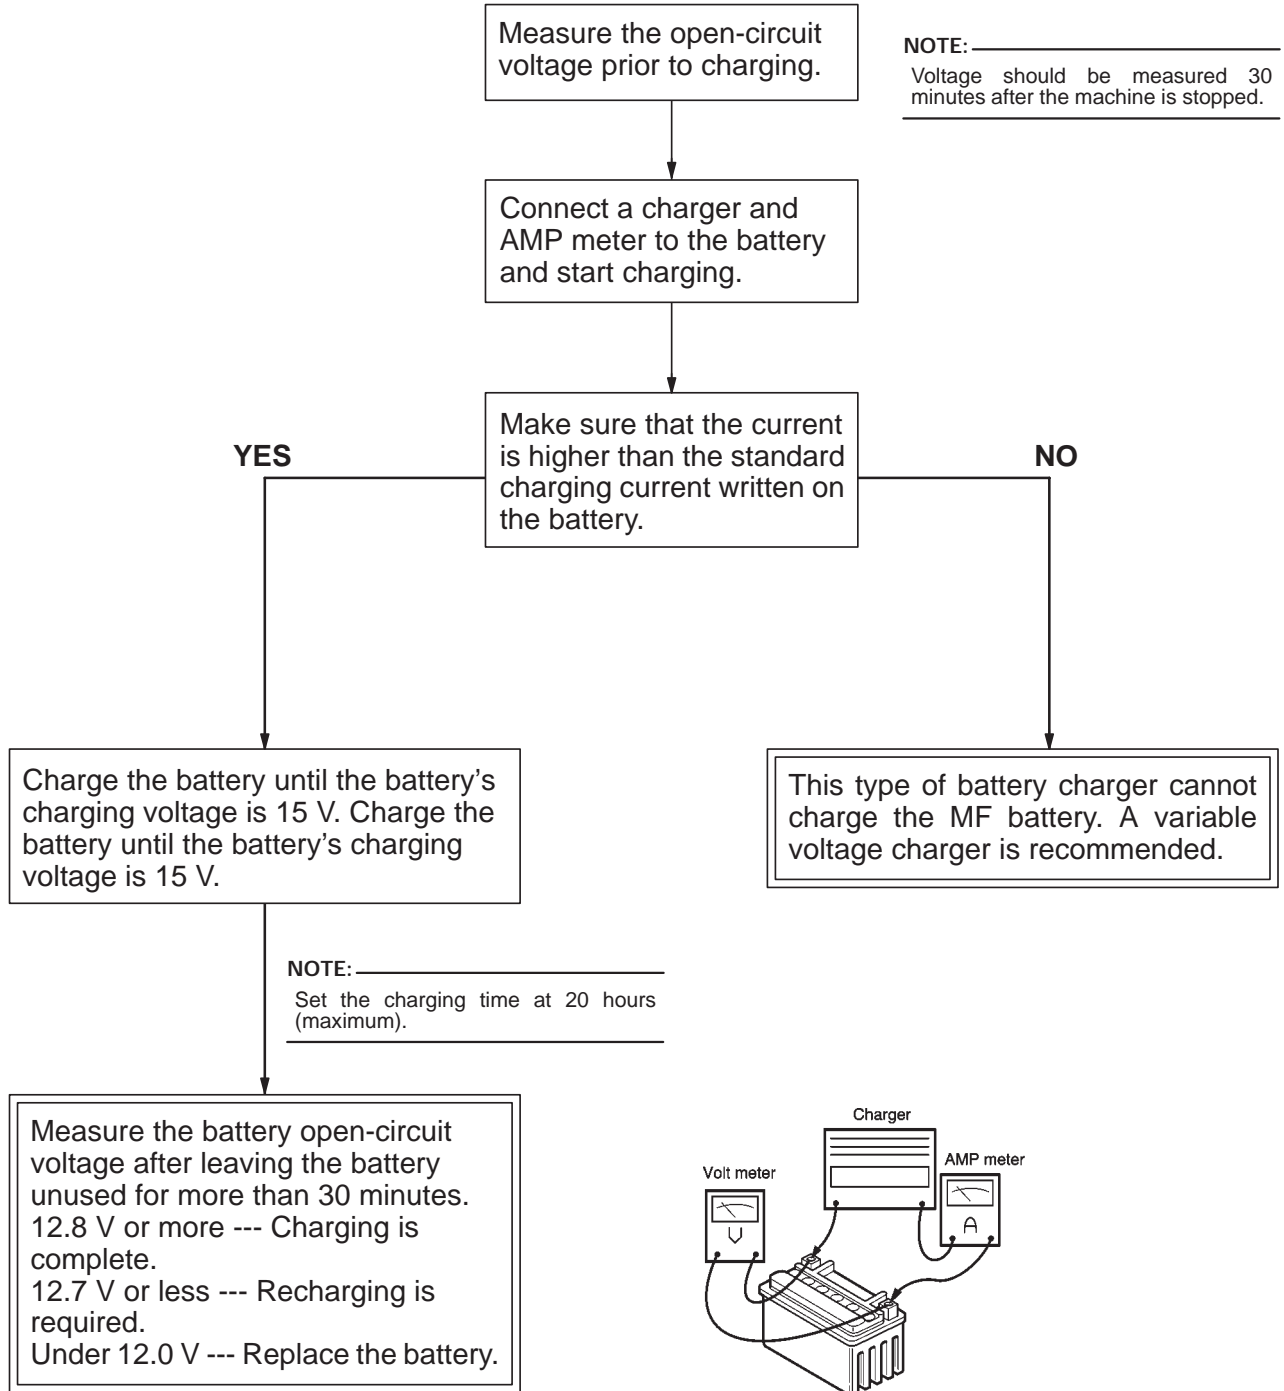 Measure the open-circuit
voltage prior to charging.
NOTE:
Voltage should be measured 30
minutes after the machine is stopped.
Connect a charger and
AMP meter to the battery
and start charging.
Make sure that the current
is higher than the standard
charging current written on
the battery.
YES
NO
Charge the battery until the battery’s
charging voltage is 15 V. Charge the
battery until the battery’s charging
voltage is 15 V.
This type of battery charger cannot
charge the MF battery. A variable
voltage charger is recommended.
NOTE:
Set the charging time at 20 hours
(maximum).
Measure the battery open-circuit
voltage after leaving the battery
unused for more than 30 minutes.
12.8 V or more --- Charging is
complete.
12.7 V or less --- Recharging is
required.
Under 12.0 V --- Replace the battery.
Charger
Volt meter
AMP meter
V
A